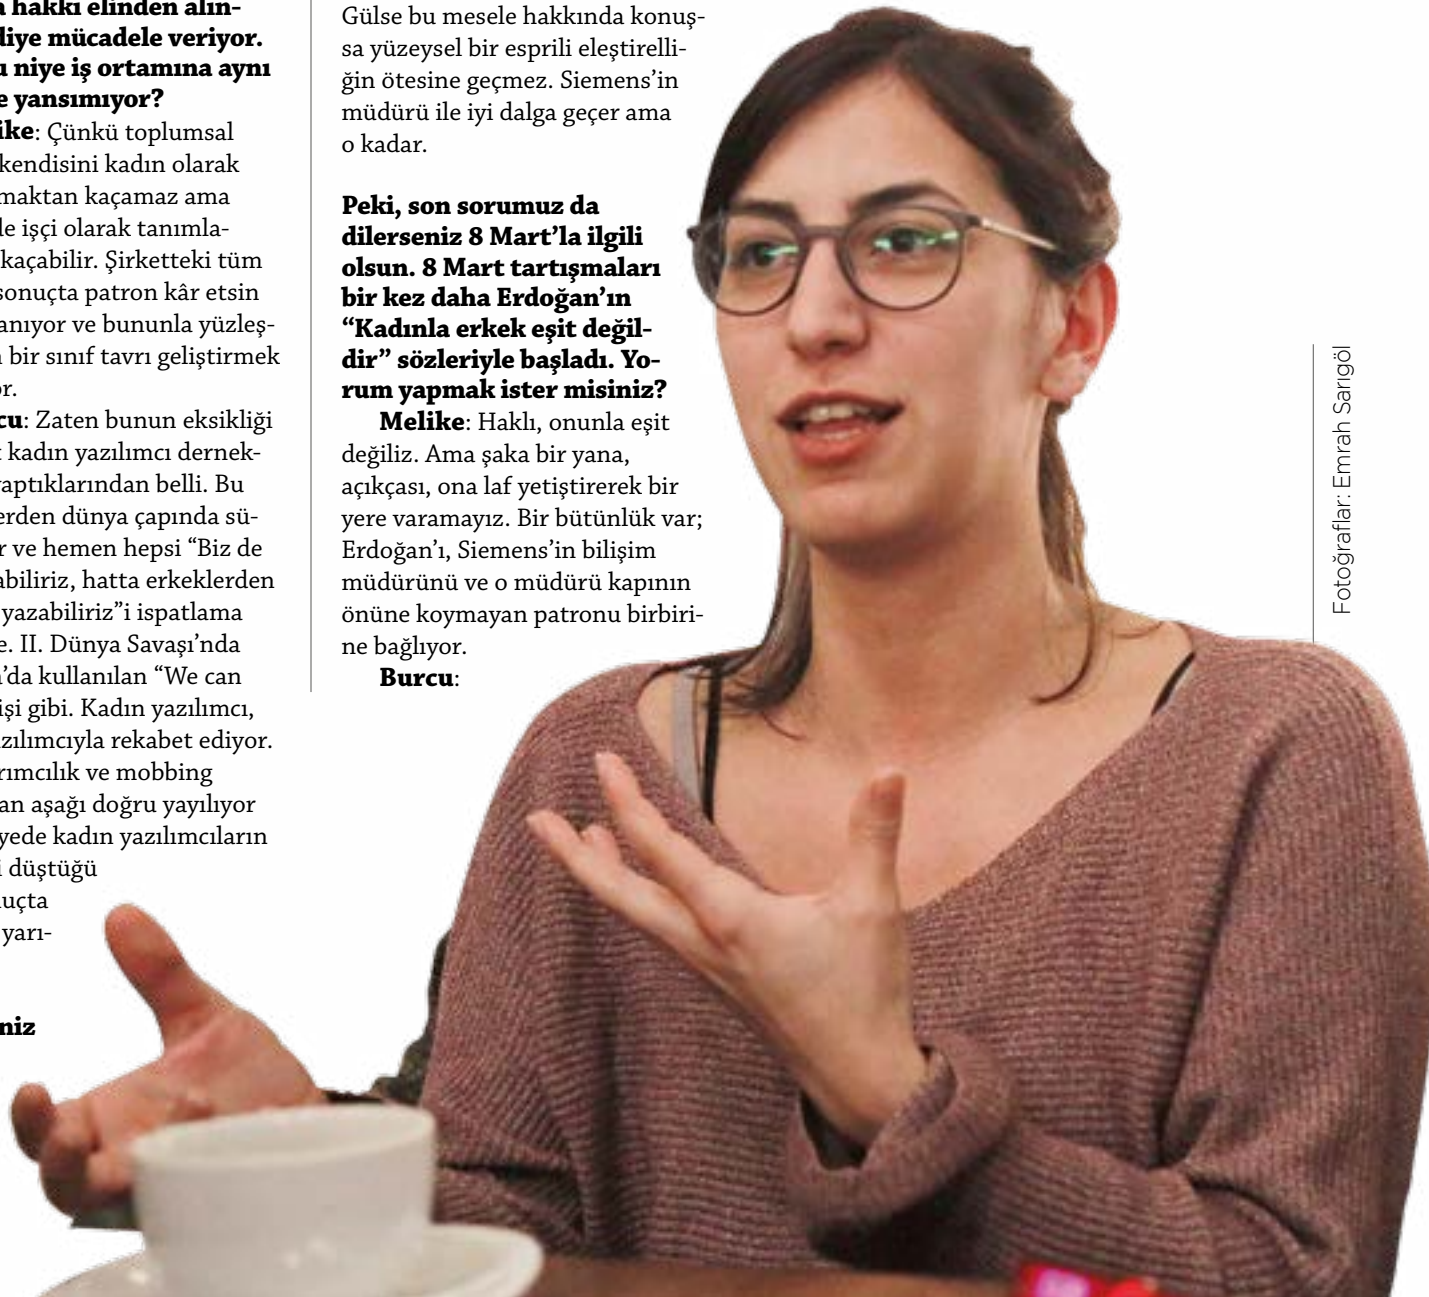 hakkı elinden alın-
diye mücadele veriyor.
niye iş ortamına aynı
yansımıyor?
ike: Çünkü toplumsal
kendisini kadın olarak
maktan kaçamaz ama
de işçi olarak tanımla-
kaçabilir. Şirketteki tüm
sonuçta patron kâr etsin
anıyor ve bununla yüzleş-
bir sınıf tavrı geliştirmek
or.
cu: Zaten bunun eksikliği
kadın yazılımcı dernek-
yaptıklarından belli. Bu
erden dünya çapında sü-
r ve hemen hepsi “Biz de
abiliriz, hatta erkeklerden
yazabiliriz”i ispatlama
e. II. Dünya Savaşı’nda
’da kullanılan “We can
işi gibi. Kadın yazılımcı,
zılımcıyla rekabet ediyor.
rımcılık ve mobbing
an aşağı doğru yayılıyor
yede kadın yazılımcıların
i düştüğü
uçta
yarı-
niz
Gülse bu mesele hakkında konuş-
sa yüzeysel bir esprili eleştirelli-
ğin ötesine geçmez. Siemens’in
müdürü ile iyi dalga geçer ama
o kadar.
Peki, son sorumuz da
dilerseniz 8 Mart’la ilgili
olsun. 8 Mart tartışmaları
bir kez daha Erdoğan’ın
“Kadınla erkek eşit değil-
dir” sözleriyle başladı. Yo-
rum yapmak ister misiniz?
Melike: Haklı, onunla eşit
değiliz. Ama şaka bir yana,
açıkçası, ona laf yetiştirerek bir
yere varamayız. Bir bütünlük var;
Erdoğan’ı, Siemens’in bilişim
müdürünü ve o müdürü kapının
önüne koymayan patronu birbiri-
ne bağlıyor.
Burcu:
Fotoğraflar: Emrah Sarıgöl